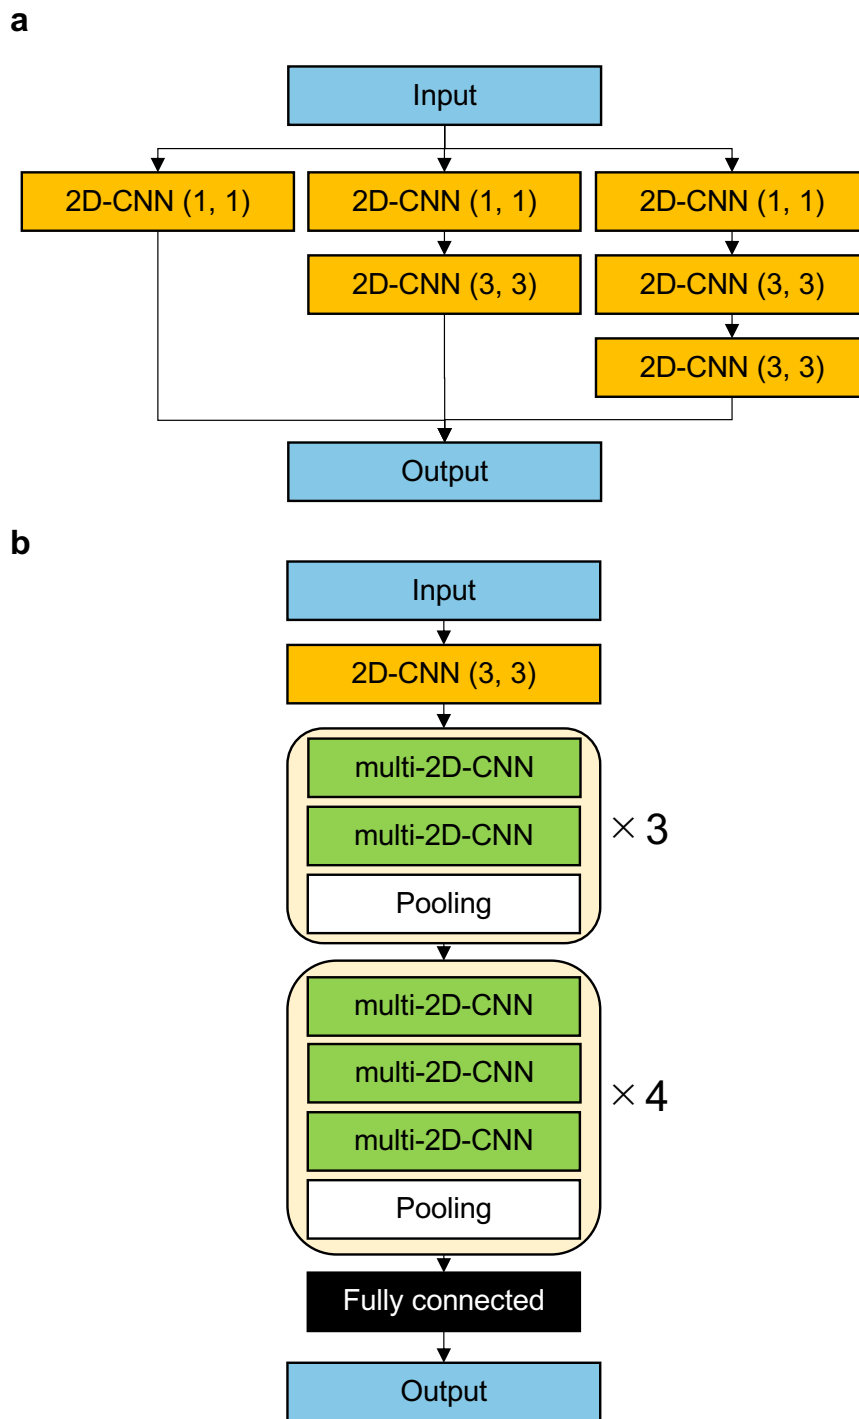 a
Input
2D-CNN (1, 1) 2D-CNN (1, 1) 2D-CNN (1, 1)
2D-CNN (3, 3) 2D-CNN (3, 3)
2D-CNN (3, 3)
Output
b
Input
2D-CNN (3, 3)
multi-2D-CNN
multi-2D-CNN
× 3
Pooling
multi-2D-CNN
multi-2D-CNN
× 4
multi-2D-CNN
Pooling
Fully connected
Output